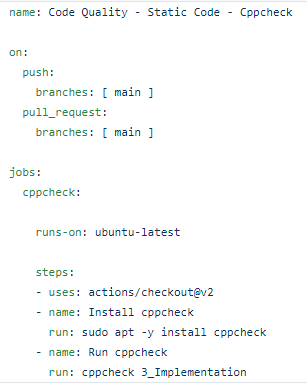 name: Code Quality - Static Code - Cppcheck
on:
push:
branches: [ main ]
pull_request:
branches: [ main ]
jobs:
cppcheck:
runs-on: ubuntu-latest
steps:
- uses: actions/checkout@v2
- name: Install cppcheck
run: sudo apt -y install cppcheck
- name: Run cppcheck
run: cppcheck 3_Implementation